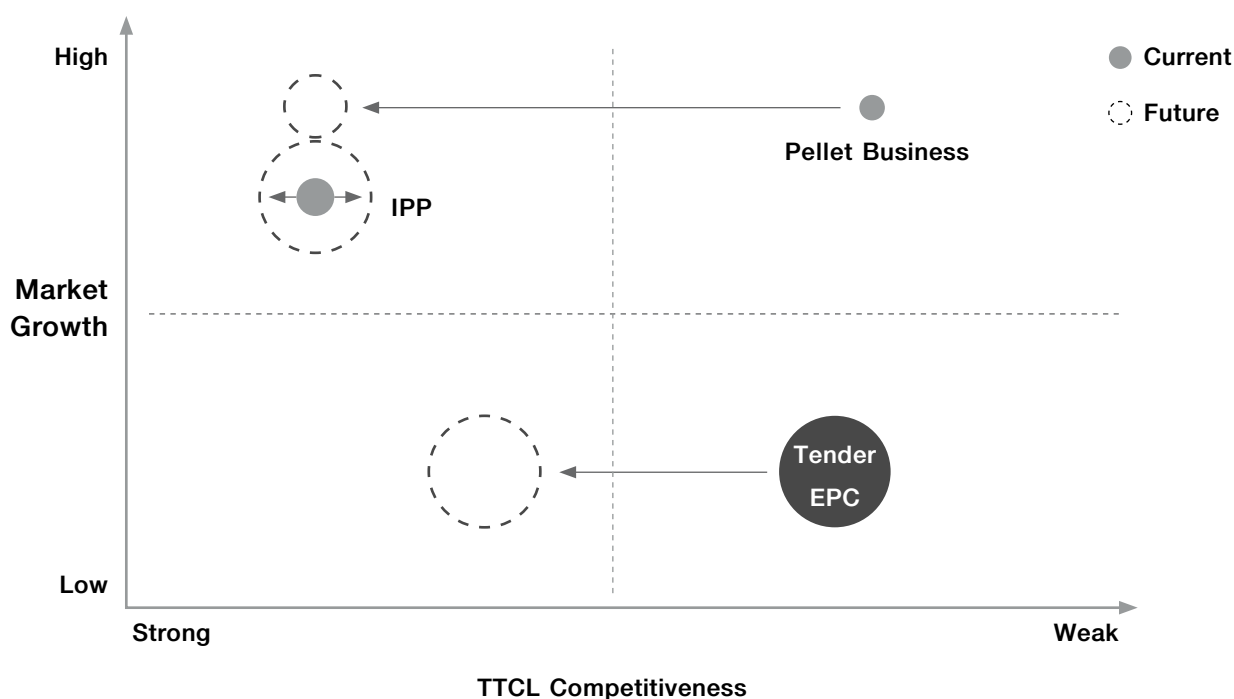 High
Current
Future
Pellet Business
IPP
Market
Growth
Tender
EPC
Low
Strong
Weak
TTCL Competitiveness